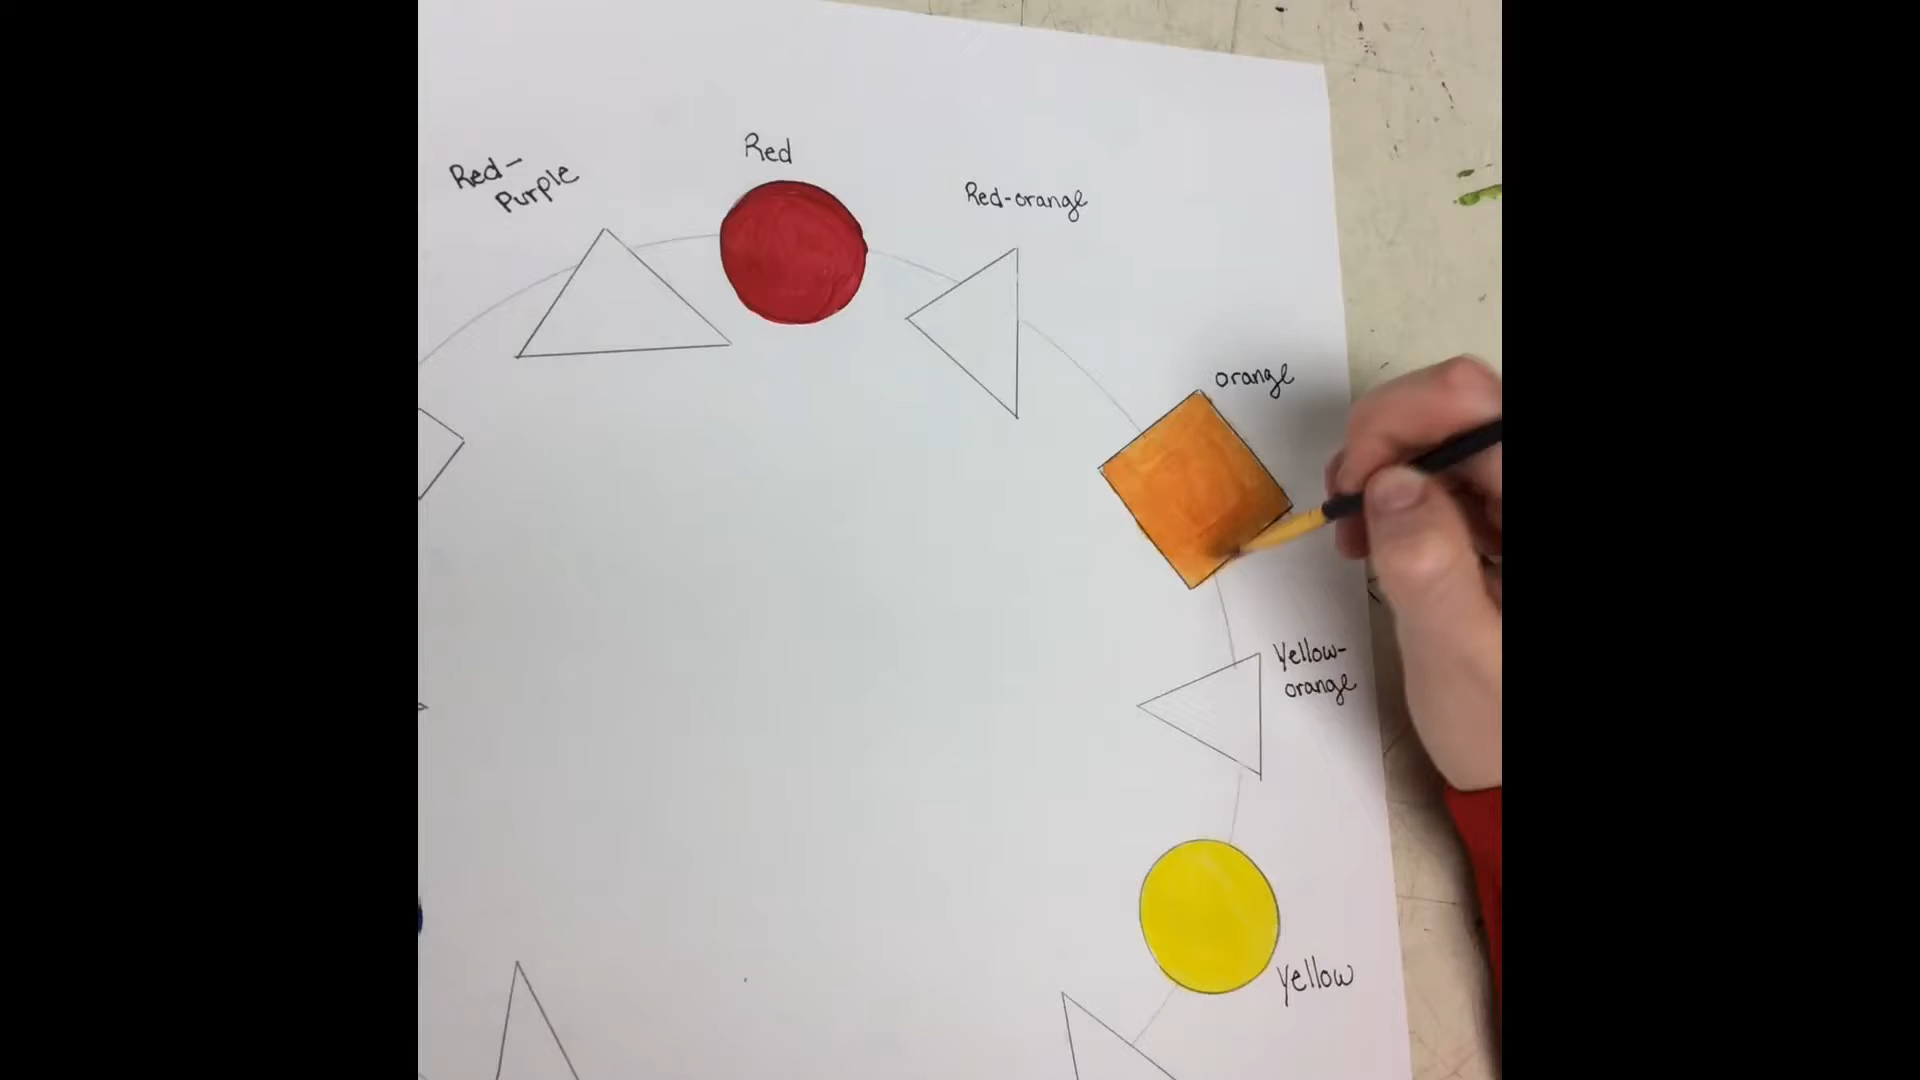 Red
Red-
Purple
Red-orange
orange
Yellow-
orange
Yellow